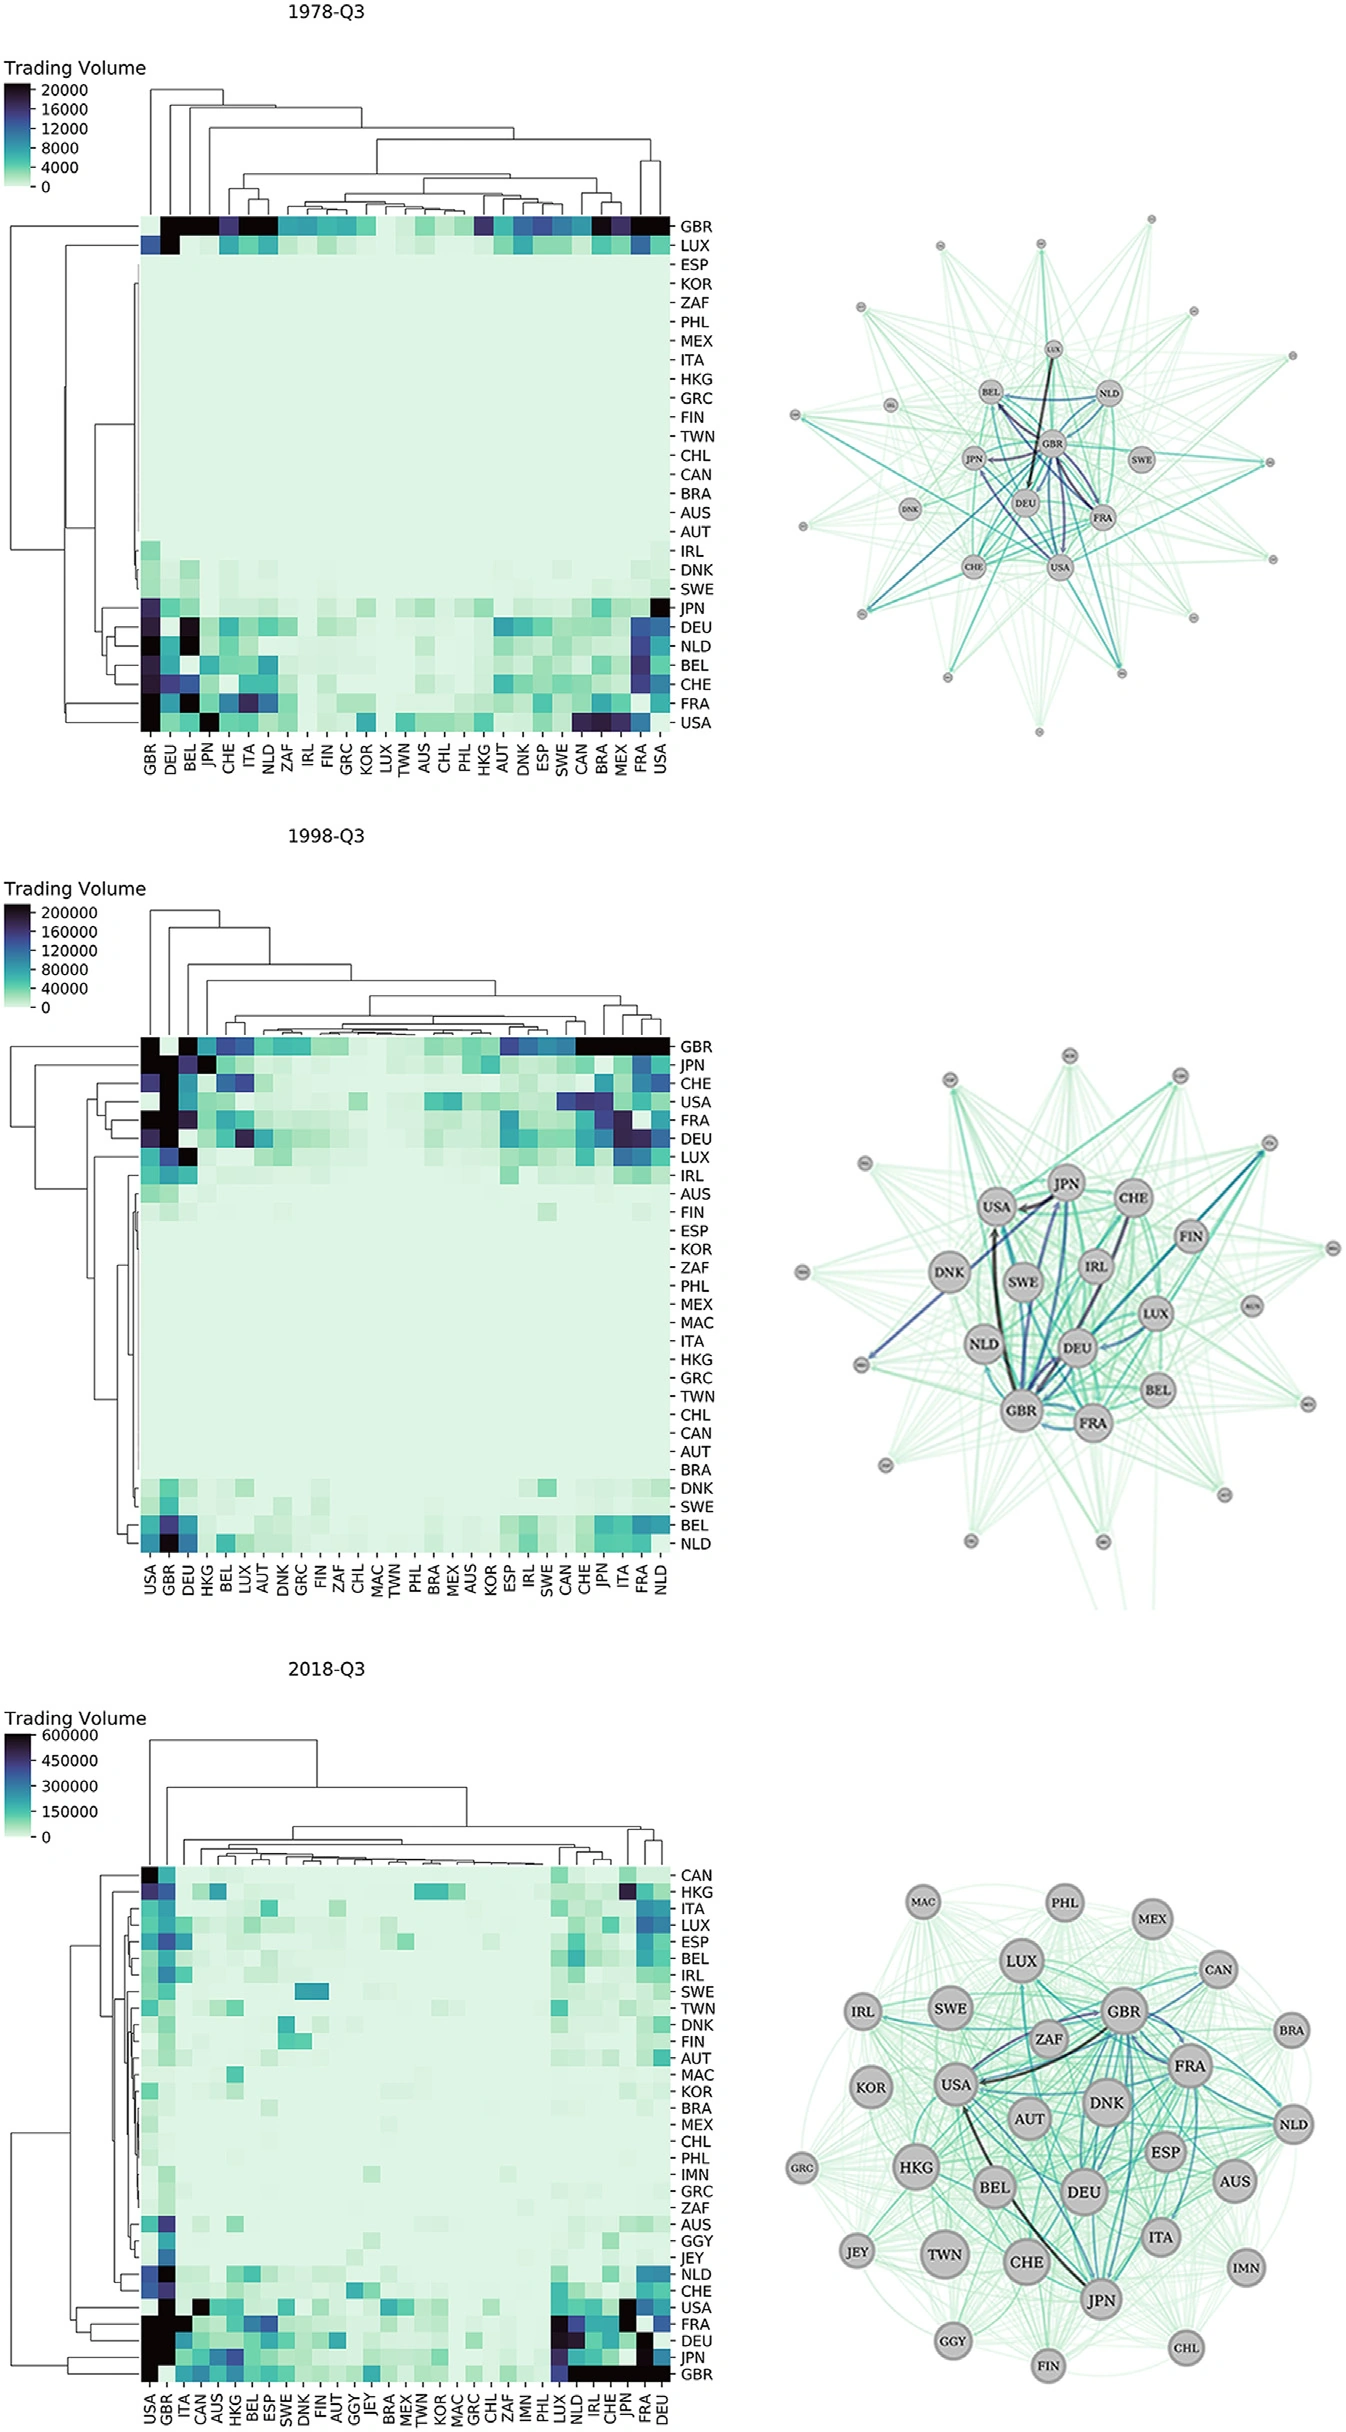 1978-Q3
Trading Volume
20000
16000
12000
8000
4000
0
GBR
LUX
ESP
KOR
ZAF
PHL
MEX
ITA
HKG
GRC
FIN
TWN
CHL
CAN
BRA
AUS
AUT
IRL
DNK
SWE
JPN
DEU
NLD
BEL
CHE
FRA
USA
GBR DEU BEL JPN CHE ITA NLD ZAF IRL FIN GRC KOR LUX TWN AUS CHL PHL HKG AUT DNK ESP SWE CAN BRA MEX FRA USA
LUX
BEL
NLD
IRL
GBR
JPN
SWE
DEU
DNK
FRA
CHE
USA
1998-Q3
Trading Volume
200000
160000
120000
80000
40000
0
GBR
JPN
CHE
USA
FRA
DEU
LUX
IRL
AUS
FIN
ESP
KOR
ZAF
PHL
MEX
MAC
ITA
HKG
GRC
TWN
CHL
CAN
AUT
BRA
DNK
SWE
BEL
NLD
USA GBR DEU HKG BEL LUX AUT DNK GRC FIN ZAF CHL MAC TWN PHL BRA MEX AUS KOR ESP IRL SWE CAN CHE JPN ITA FRA NLD
JPN
CHE
USA
FIN
IRL
DNK
SWE
AUS
LUX
NLD
DEU
BEL
GBR
FRA
2018-Q3
Trading Volume
600000
450000
300000
150000
0
CAN
HKG
ITA
LUX
ESP
BEL
IRL
SWE
TWN
DNK
FIN
AUT
MAC
KOR
BRA
MEX
CHL
PHL
IMN
GRC
ZAF
AUS
GGY
JEY
NLD
CHE
USA
FRA
DEU
JPN
GBR
USA GBR ITA CAN AUS HKG BEL ESP SWE DNK FIN AUT GGY JEY BRA MEX TWN KOR MAC GRC CHL ZAF IMN PHL LUX NLD IRL CHE JPN FRA DEU
MAC
PHL
MEX
LUX
CAN
IRL
SWE
GBR
BRA
ZAF
FRA
KOR
USA
DNK
AUT
NLD
ESP
GRC
HKG
BEL
DEU
AUS
ITA
JEY
TWN
CHE
IMN
JPN
GGY
FIN
CHL